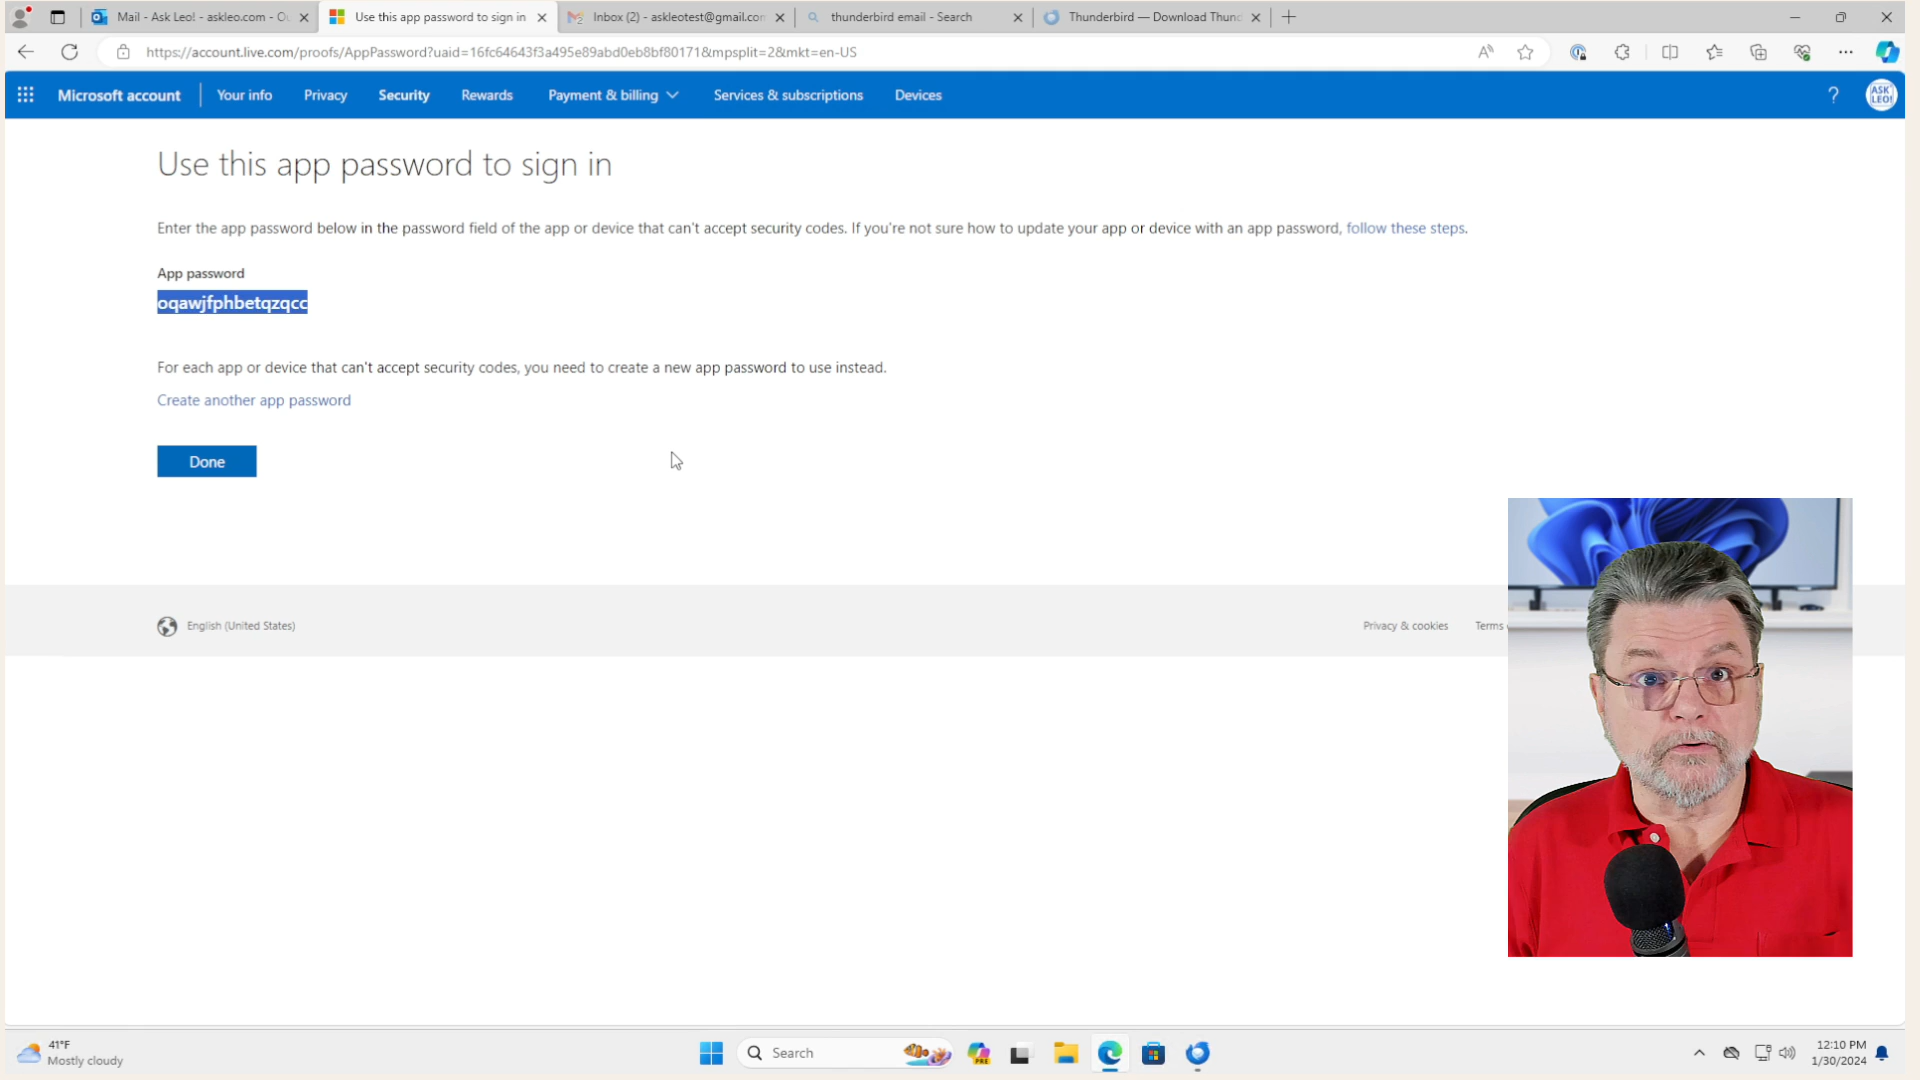 Mail - Ask Leo! - askleo.com - Ou
Use this app password to sign in
Inbox (2) - askleotest@gmail.com
thunderbird email - Search
Thunderbird — Download Thund
https://account.live.com/proofs/AppPassword?uaid=16fc64643f3a495e89abd0eb8bf80171&mpsplit=2&mkt=en-US
Microsoft account
Your info
Privacy
Security
Rewards
Payment & billing
Services & subscriptions
Devices
?
ASK
LEO!
Use this app password to sign in
Enter the app password below in the password field of the app or device that can't accept security codes. If you're not sure how to update your app or device with an app password, follow these steps.
App password
oqawjfphbetqzqcc
For each app or device that can't accept security codes, you need to create a new app password to use instead.
Create another app password
Done
English (United States)
Privacy & cookies
Terms
41°F
Mostly cloudy
Search
PRE
12:10 PM
1/30/2024